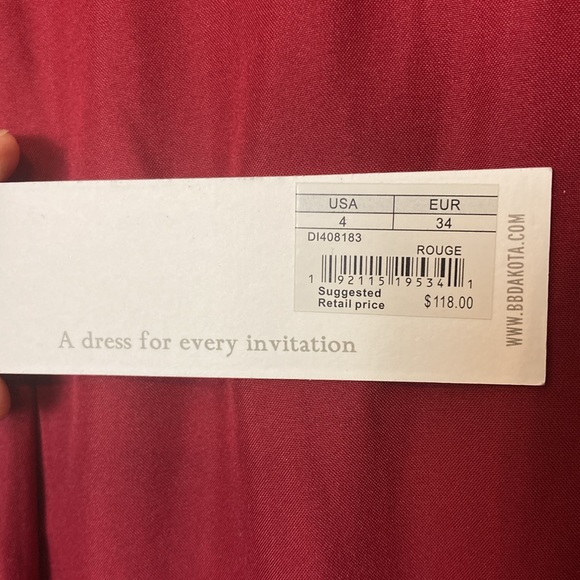 USA EUR
4 34
DI408183
ROUGE
1 92115 19534 1
Suggested
Retail price $118.00
A dress for every invitation
WWW.BBDAKOTA.COM